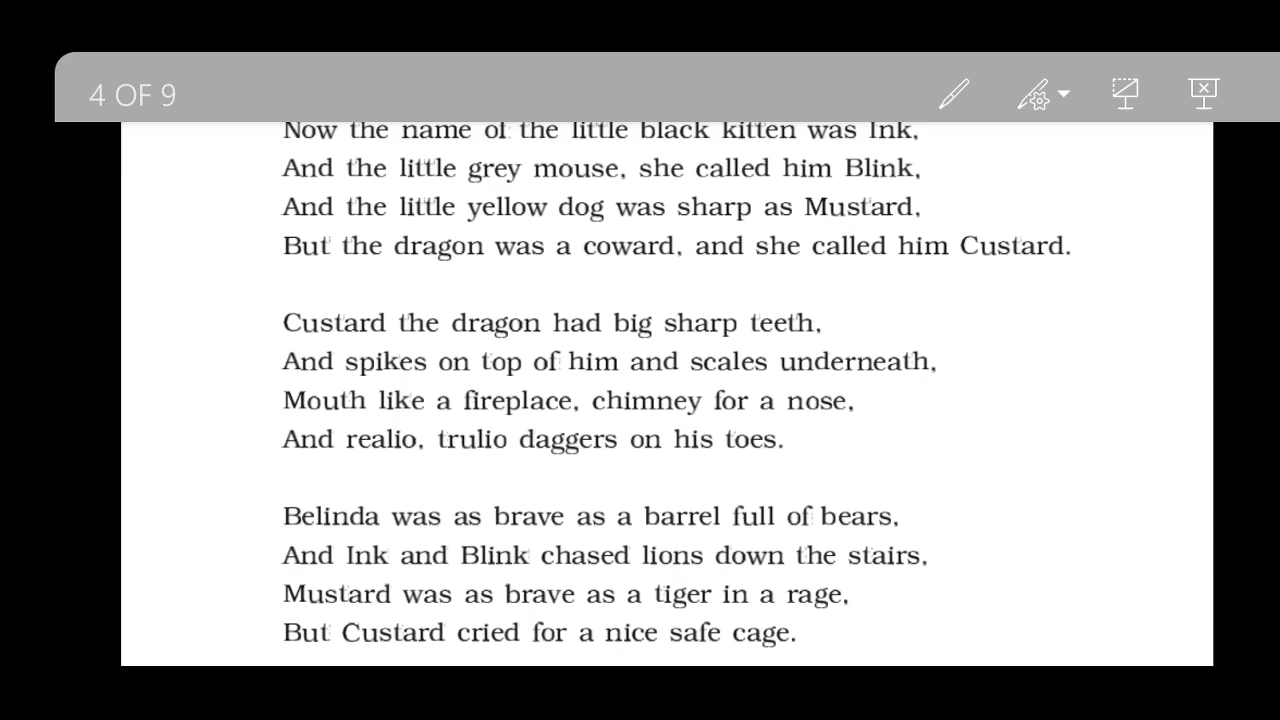 4 OF 9
Now the name of the little black kitten was Ink,
And the little grey mouse, she called him Blink,
And the little yellow dog was sharp as Mustard,
But the dragon was a coward, and she called him Custard.
Custard the dragon had big sharp teeth,
And spikes on top of him and scales underneath,
Mouth like a fireplace, chimney for a nose,
And realio, trulio daggers on his toes.
Belinda was as brave as a barrel full of bears,
And Ink and Blink chased lions down the stairs,
Mustard was as brave as a tiger in a rage,
But Custard cried for a nice safe cage.